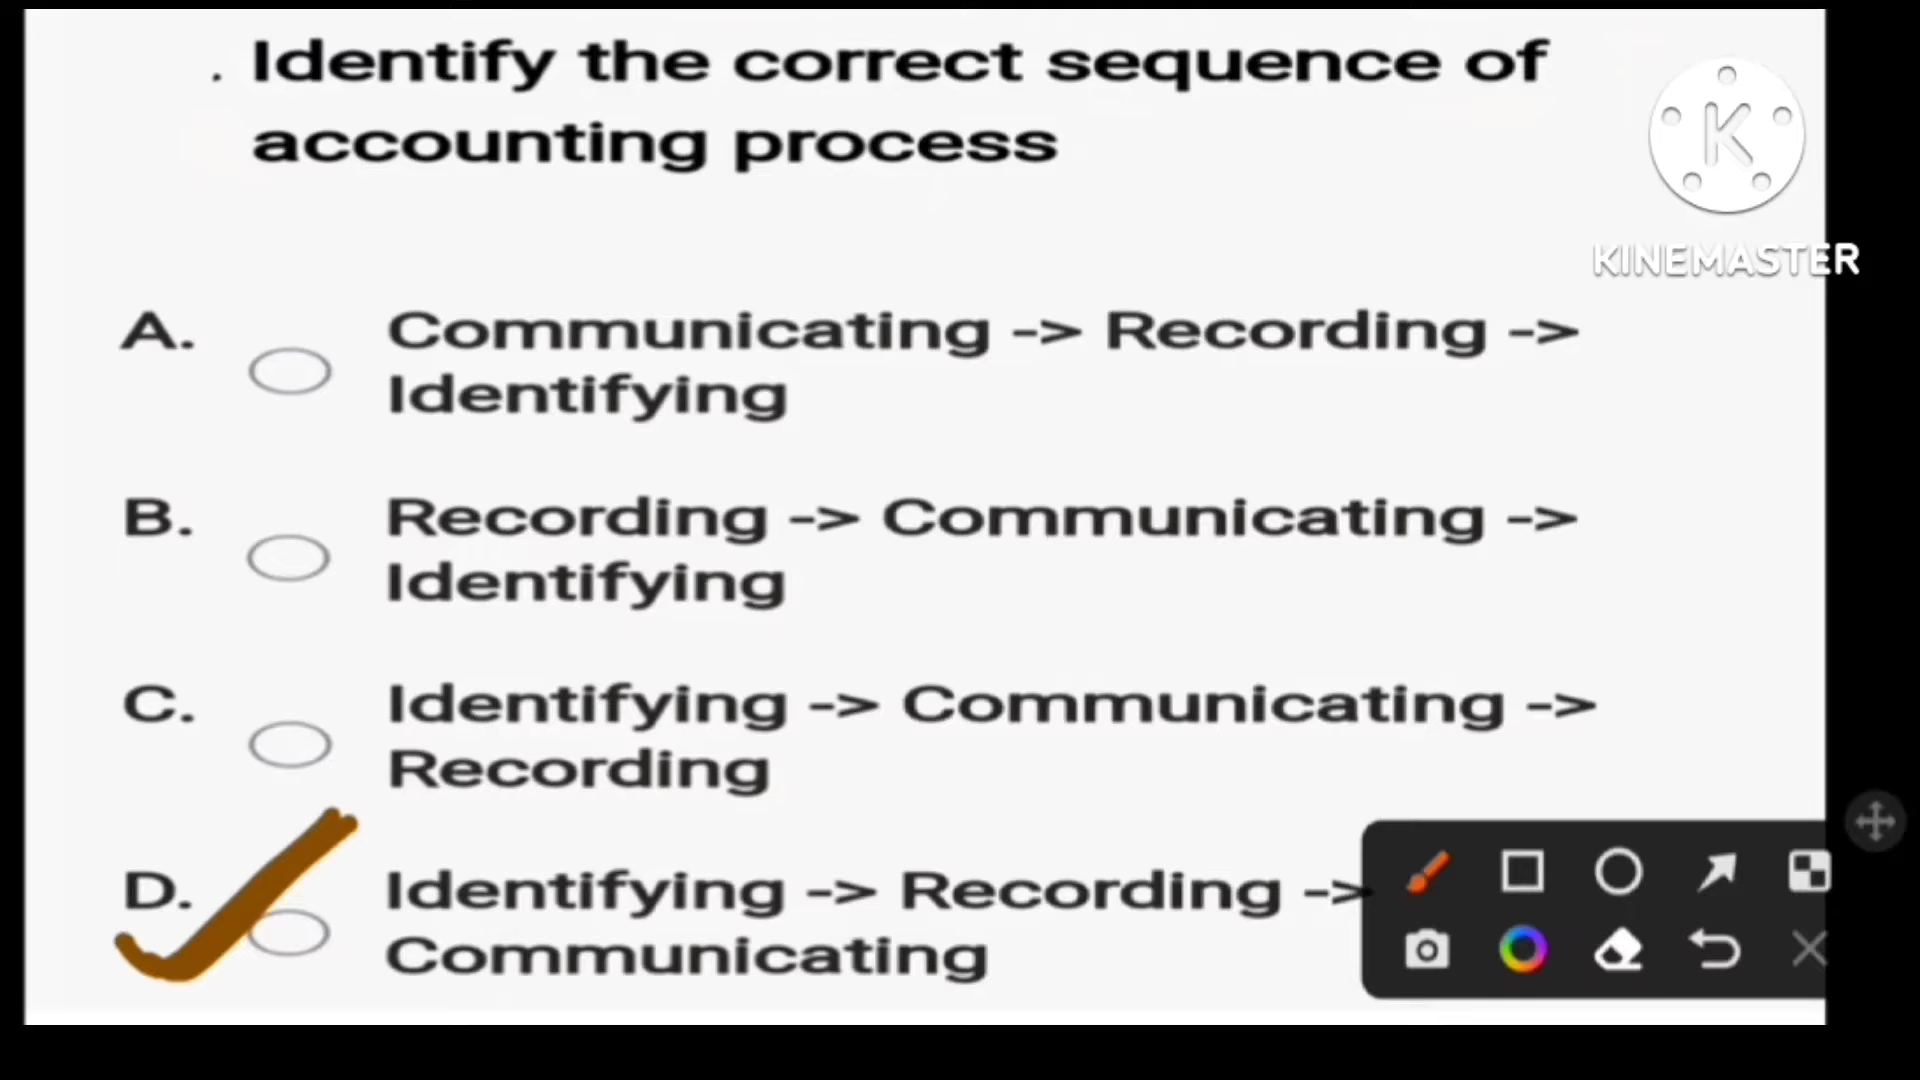 . Identify the correct sequence of
accounting process
K
KINEMASTER
A. Communicating -> Recording ->
Identifying
B. Recording -> Communicating ->
Identifying
C. Identifying -> Communicating ->
Recording
D. Identifying -> Recording ->
Communicating